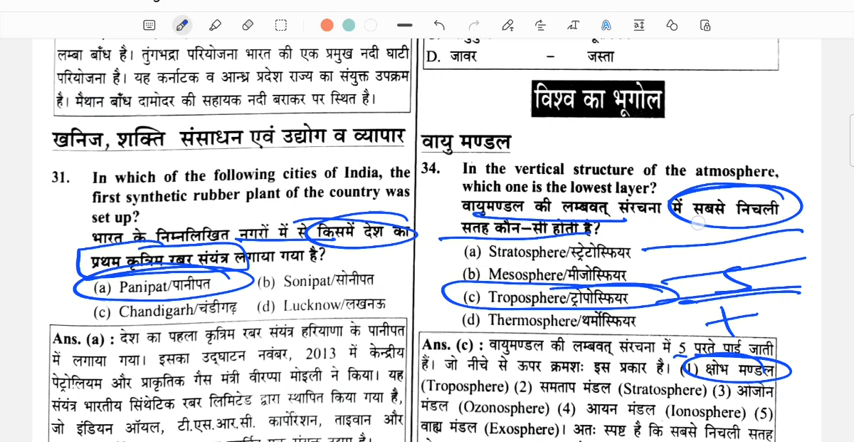 लम्बा बाँध है। तुंगभद्रा परियोजना भारत की एक प्रमुख नदी घाटी
परियोजना है। यह कर्नाटक व आन्ध्र प्रदेश राज्य का संयुक्त उपक्रम
है। मैथान बाँध दामोदर की सहायक नदी बराकर पर स्थित है।
खनिज, शक्ति संसाधन एवं उद्योग व व्यापार
31. In which of the following cities of India, the
first synthetic rubber plant of the country was
set up?
भारत के निम्नलिखित नगरों में से किसमें देश का
प्रथम कृत्रिम रबर संयंत्र लगाया गया है?
(a) Panipat/पानीपत (b) Sonipat/सोनीपत
(c) Chandigarh/चंडीगढ़ (d) Lucknow/लखनऊ
Ans. (a) : देश का पहला कृत्रिम रबर संयंत्र हरियाणा के पानीपत
में लगाया गया। इसका उद्घाटन नवंबर, 2013 में केन्द्रीय
पेट्रोलियम और प्राकृतिक गैस मंत्री वीरप्पा मोइली ने किया। यह
संयंत्र भारतीय सिंथेटिक रबर लिमिटेड द्वारा स्थापित किया गया है,
जो इंडियन ऑयल, टी.एस.आर.सी. कार्पोरेशन, ताइवान और
D. जावर – जस्ता
विश्व का भूगोल
वायु मण्डल
34. In the vertical structure of the atmosphere,
which one is the lowest layer?
वायुमण्डल की लम्बवत् संरचना में सबसे निचली
सतह कौन-सी होती है?
(a) Stratosphere/स्ट्रेटोस्फियर
(b) Mesosphere/मीजोस्फियर
(c) Troposphere/ट्रोपोस्फियर
(d) Thermosphere/थर्मोस्फियर
Ans. (c) : वायुमण्डल की लम्बवत् संरचना में 5 परते पाई जाती
हैं। जो नीचे से ऊपर क्रमशः इस प्रकार है। (1) क्षोभ मण्डल
(Troposphere) (2) समताप मंडल (Stratosphere) (3) ओजोन
मंडल (Ozonosphere) (4) आयन मंडल (Ionosphere) (5)
वाह्य मंडल (Exosphere)। अतः स्पष्ट है कि सबसे निचली सतह